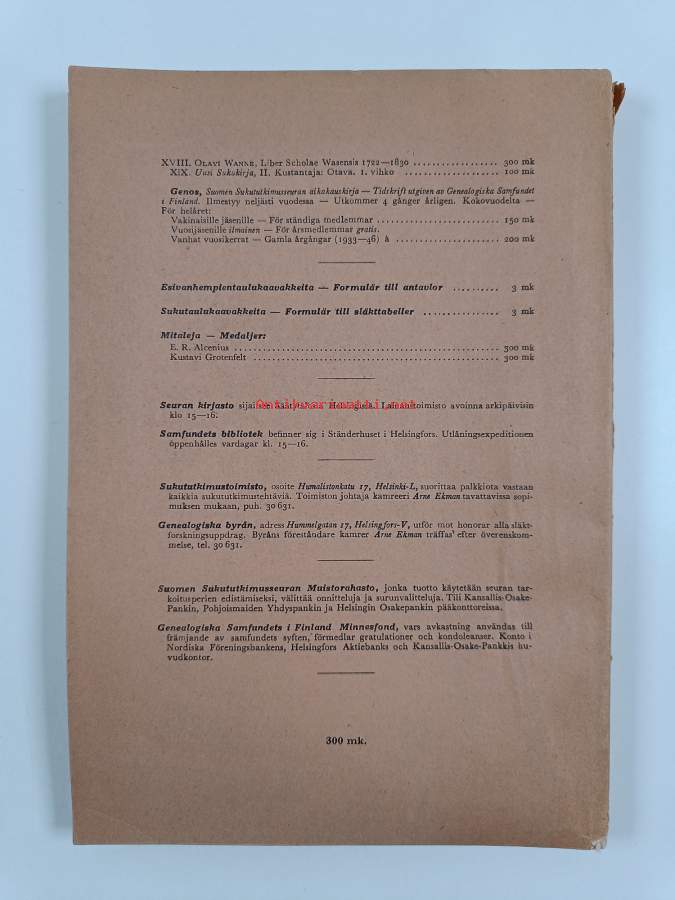 XVIII. OLAVI WANNE, Liber Scholae Wasensis 1722—1830 .................. 300 mk
XIX. Uusi Sukukirja, II. Kustantaja: Otava. 1. vihko .................... 100 mk
Genos, Suomen Sukututkimusseuran aikakauskirja — Tidskrift utgiven av Genealogiska Samfundet
i Finland. Ilmestyy neljästi vuodessa — Utkommer 4 gånger årligen. Kokovuodelta —
För helåret:
Vakinaisille jäsenille — För ständiga medlemmar .......................... 150 mk
Vuosijäsenille ilmainen — För årsmedlemmar gratis.
Vanhat vuosikerrat — Gamla årgångar (1933—46) à ...................... 200 mk
Esivanhempientaulukaavakkeita — Formulär till antavlor .......... 3 mk
Sukutaulukaavakkeita — Formulär till släkttabeller ................ 3 mk
Mitaleja — Medaljer:
E. R. Alcenius ........................................................ 300 mk
Kustavi Grotenfelt .................................................... 300 mk
Antikvariaatti.net
Seuran kirjasto sijaitsee Säätytalossa Helsingissä. Lainaustoimisto avoinna arkipäivisin
klo 15—16.
Samfundets bibliotek befinner sig i Ständerhuset i Helsingfors. Utlåningsexpeditionen
öppenhålles vardagar kl. 15—16.
Sukututkimustoimisto, osoite Humalistonkatu 17, Helsinki-L, suorittaa palkkiota vastaan
kaikkia sukututkimustehtäviä. Toimiston johtaja kamreeri Arne Ekman tavattavissa sopi-
muksen mukaan, puh. 30 631.
Genealogiska byrån, adress Hummelgatan 17, Helsingfors-V, utför mot honorar alla släkt-
forskningsuppdrag. Byråns föreståndare kamrer Arne Ekman träffas efter överenskom-
melse, tel. 30 631.
Suomen Sukututkimusseuran Muistorahasto, jonka tuotto käytetään seuran tar-
koitusperien edistämiseksi, välittää onnitteluja ja surunvalitteluja. Tili Kansallis-Osake-
Pankin, Pohjoismaiden Yhdyspankin ja Helsingin Osakepankin pääkonttoreissa.
Genealogiska Samfundets i Finland Minnesfond, vars avkastning användas till
främjande av samfundets syften, förmedlar gratulationer och kondoleanser. Konto i
Nordiska Föreningsbankens, Helsingfors Aktiebanks och Kansallis-Osake-Pankkis hu-
vudkontor.
300 mk.